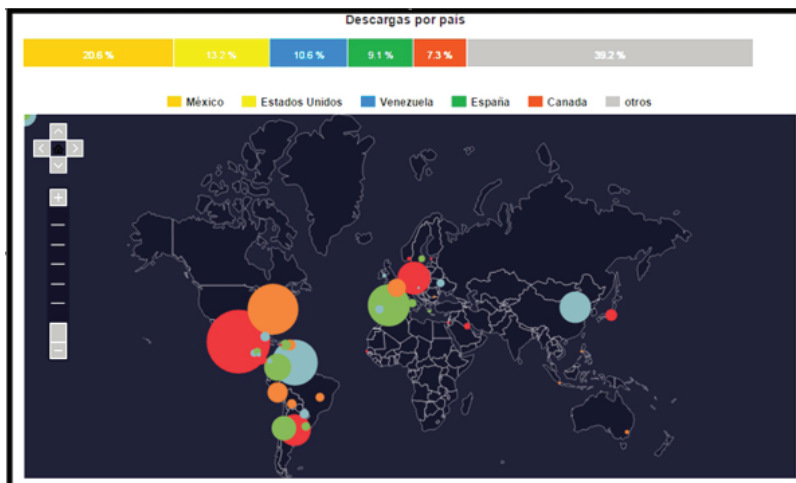 Descargas por país
20.6 % 13.2 % 10.6 % 9.1 % 7.3 % 39.2 %
México Estados Unidos Venezuela España Canada otros